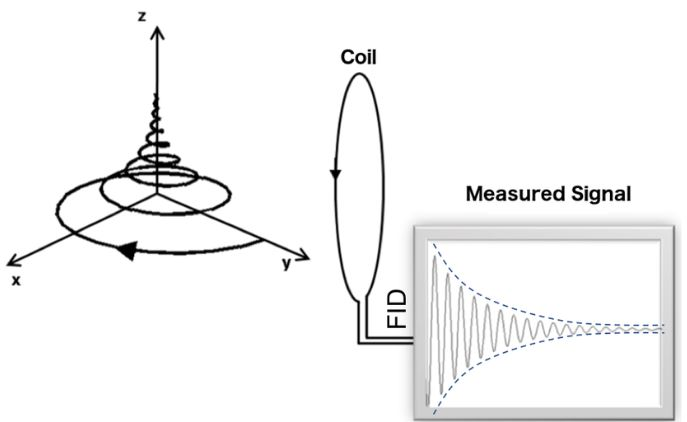 z
x
y
Coil
FID
Measured Signal